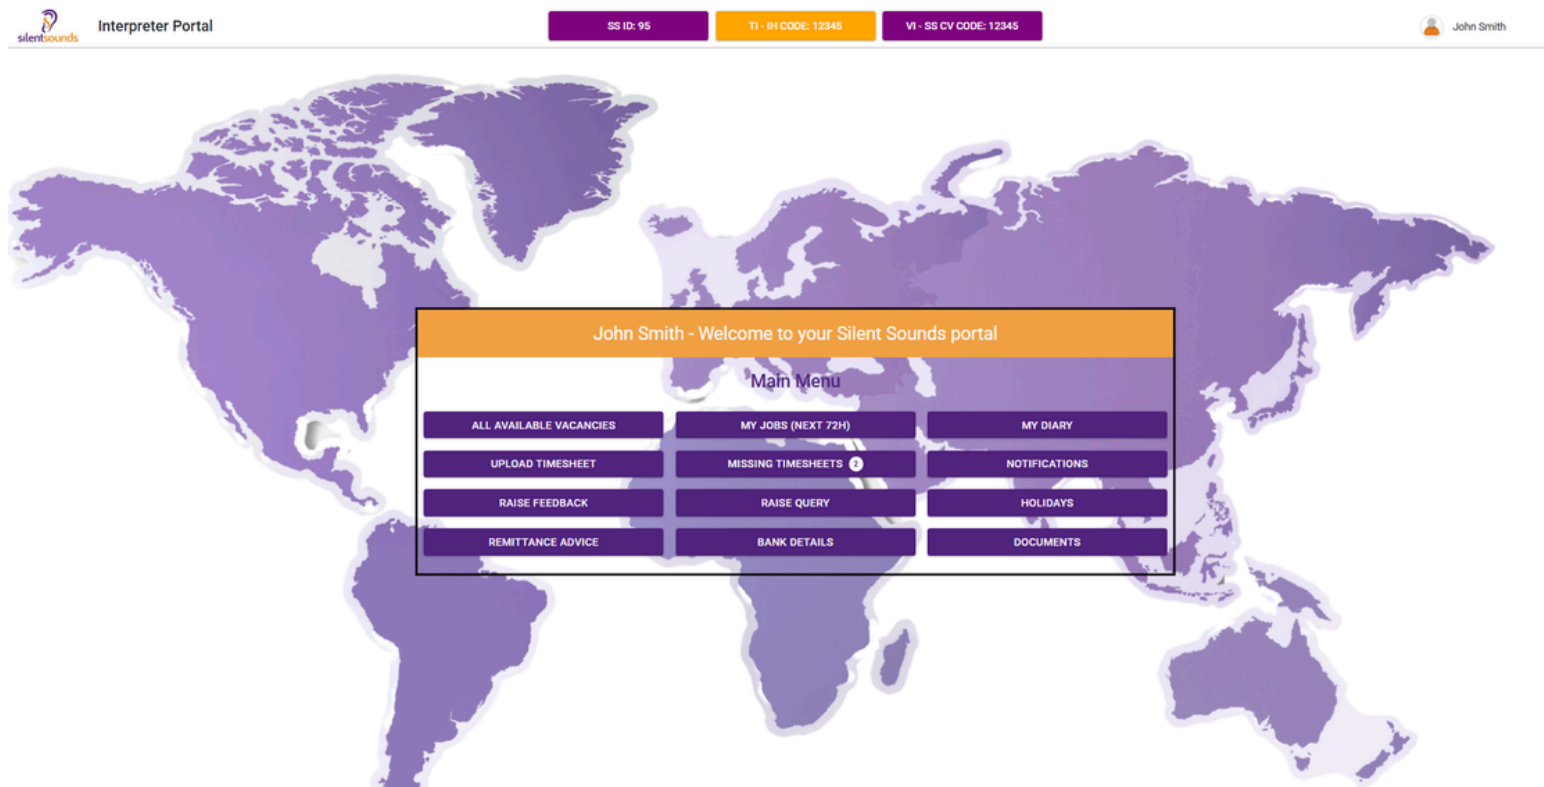 silentsounds
Interpreter Portal
SS ID: 95
TI - IH CODE: 12345
VI - SS CV CODE: 12345
John Smith
John Smith - Welcome to your Silent Sounds portal
Main Menu
ALL AVAILABLE VACANCIES
MY JOBS (NEXT 72H)
MY DIARY
UPLOAD TIMESHEET
MISSING TIMESHEETS 2
NOTIFICATIONS
RAISE FEEDBACK
RAISE QUERY
HOLIDAYS
REMITTANCE ADVICE
BANK DETAILS
DOCUMENTS